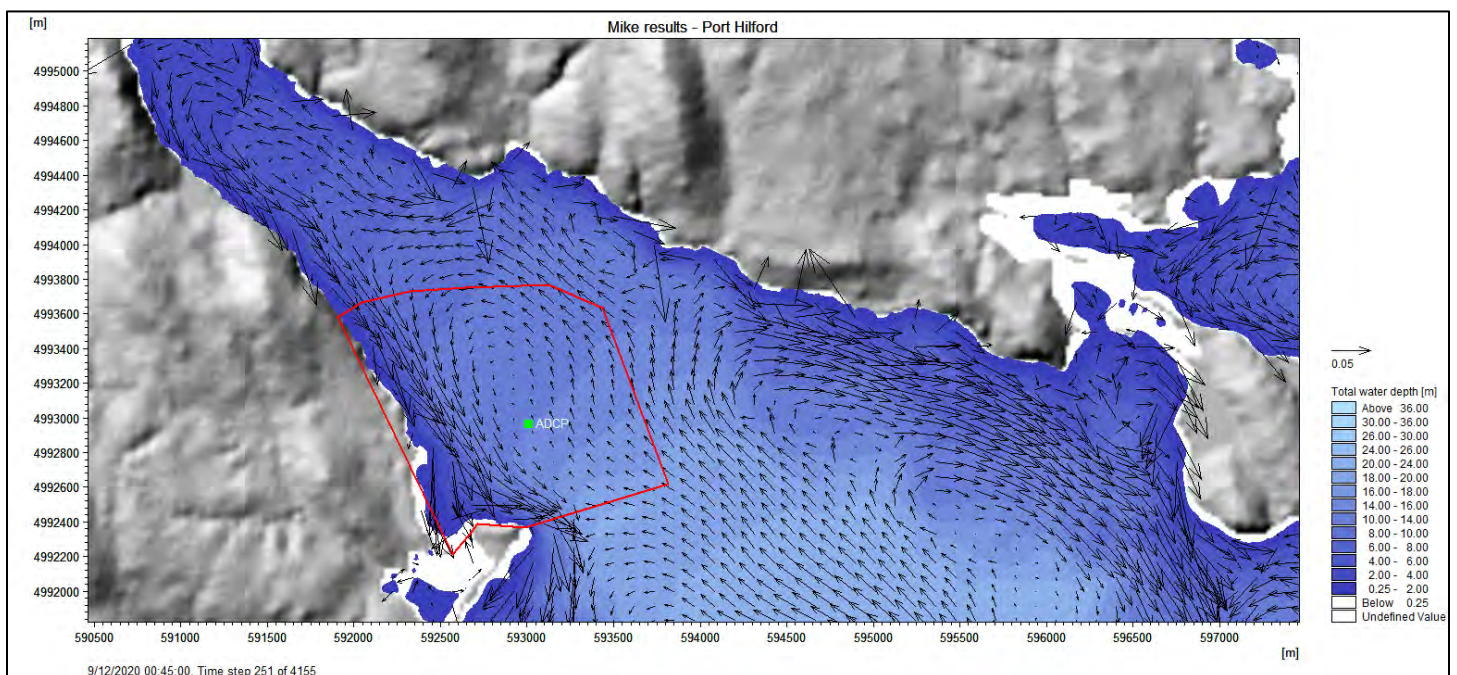 [m]
Mike results - Port Hilford
4995000
4994800
4994600
4994400
4994200
4994000
4993800
4993600
4993400
4993200
4993000
4992800
4992600
4992400
4992200
4992000
ADCP
590500 591000 591500 592000 592500 593000 593500 594000 594500 595000 595500 596000 596500 597000
[m]
9/12/2020 00:45:00, Time step 251 of 4155
0.05
Total water depth [m]
Above 36.00
30.00 - 36.00
26.00 - 30.00
24.00 - 26.00
20.00 - 24.00
18.00 - 20.00
16.00 - 18.00
14.00 - 16.00
10.00 - 14.00
8.00 - 10.00
6.00 - 8.00
4.00 - 6.00
2.00 - 4.00
0.25 - 2.00
Below 0.25
Undefined Value